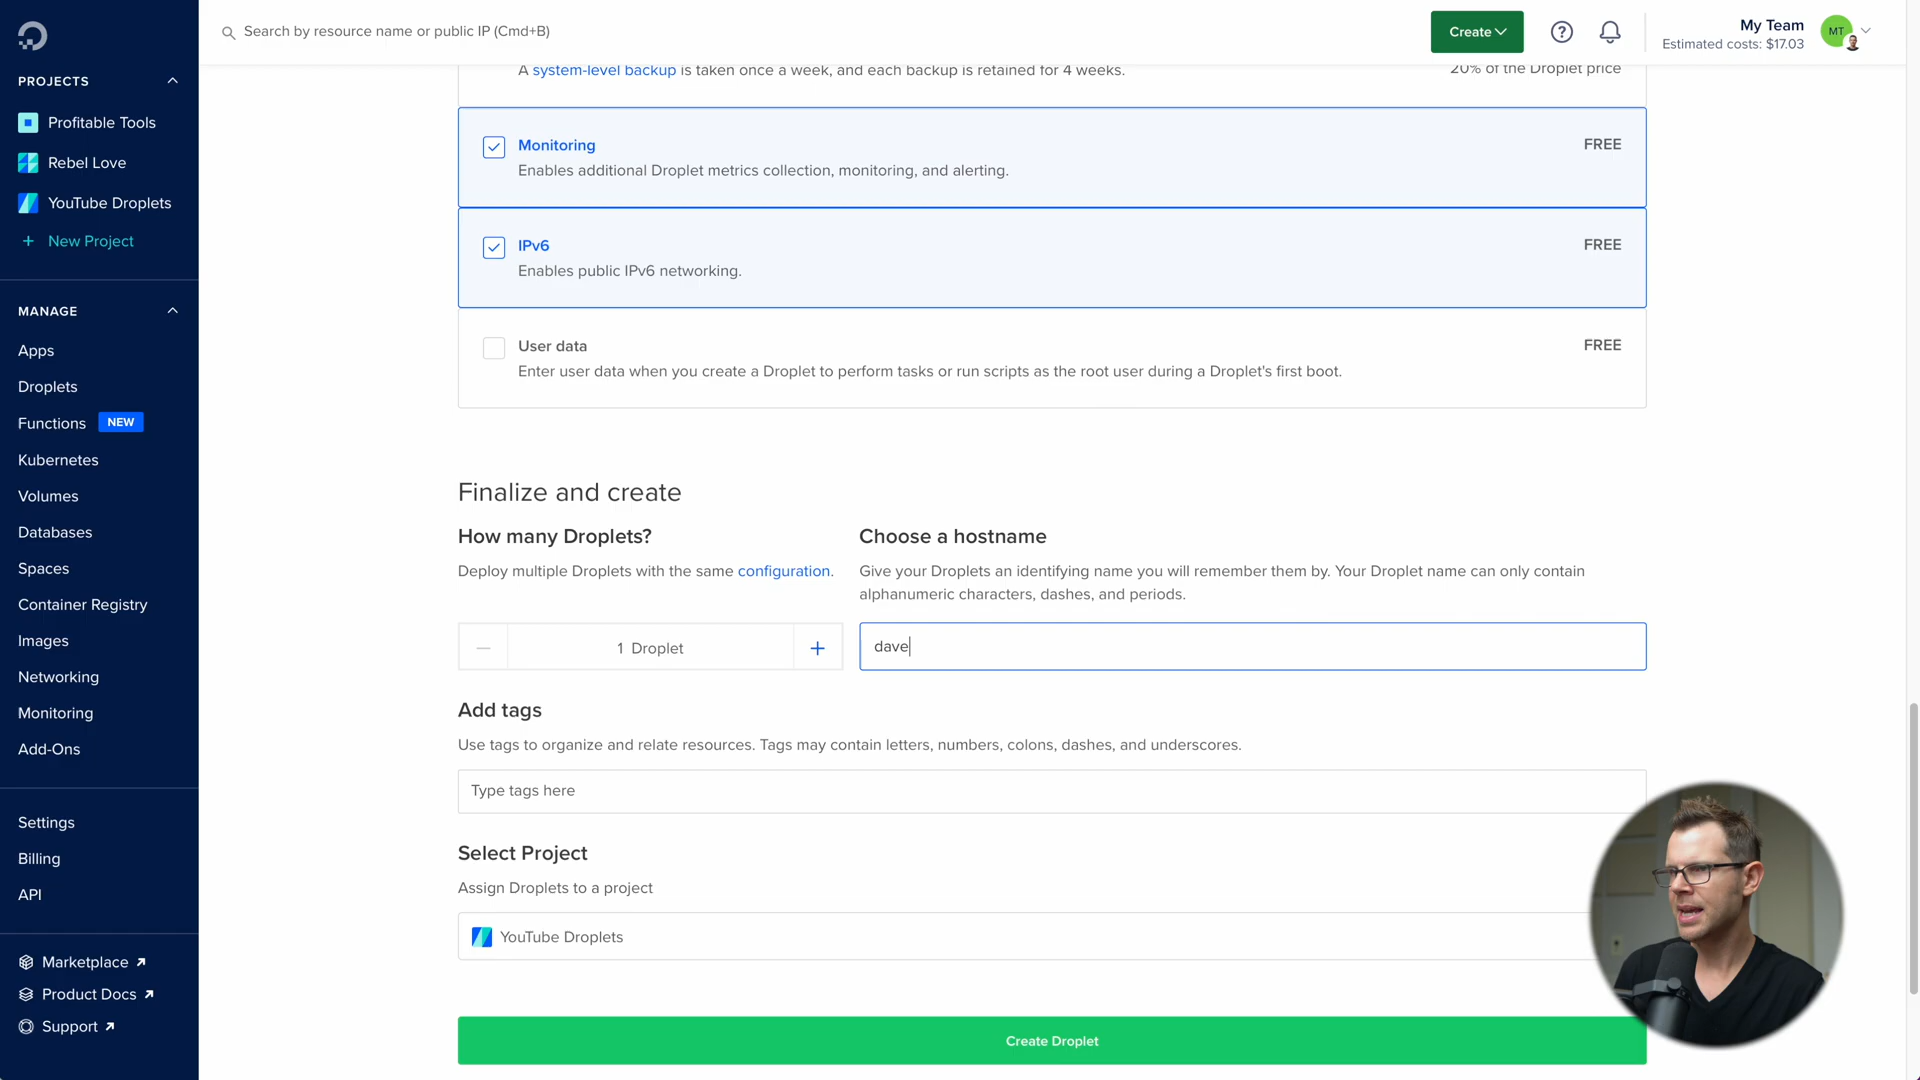 Search by resource name or public IP (Cmd+B)
Create
My Team
Estimated costs: $17.03
MT
PROJECTS
Profitable Tools
Rebel Love
YouTube Droplets
+ New Project
MANAGE
Apps
Droplets
Functions NEW
Kubernetes
Volumes
Databases
Spaces
Container Registry
Images
Networking
Monitoring
Add-Ons
Settings
Billing
API
Marketplace
Product Docs
Support
A system-level backup is taken once a week, and each backup is retained for 4 weeks.
20% of the Droplet price
Monitoring
FREE
Enables additional Droplet metrics collection, monitoring, and alerting.
IPv6
FREE
Enables public IPv6 networking.
User data
FREE
Enter user data when you create a Droplet to perform tasks or run scripts as the root user during a Droplet's first boot.
Finalize and create
How many Droplets?
Deploy multiple Droplets with the same configuration.
1 Droplet
Choose a hostname
Give your Droplets an identifying name you will remember them by. Your Droplet name can only contain
alphanumeric characters, dashes, and periods.
dave
Add tags
Use tags to organize and relate resources. Tags may contain letters, numbers, colons, dashes, and underscores.
Type tags here
Select Project
Assign Droplets to a project
YouTube Droplets
Create Droplet